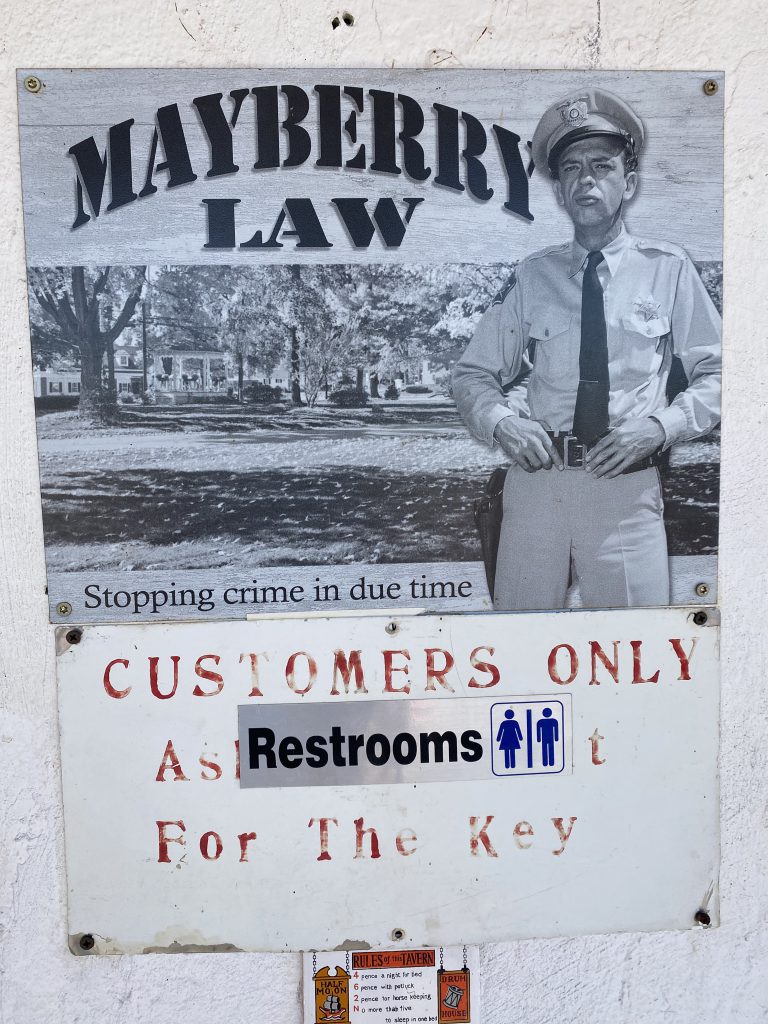 MAYBERRY
LAW
Stopping crime in due time
CUSTOMERS ONLY
As
Restrooms
t
For The Key
RULES of this TAVERN
4 pence a night for bed
6 pence with potluck
2 pence for horse keeping
No more than five
to sleep in one bed
HALF
MOON
DRUM
HOUSE